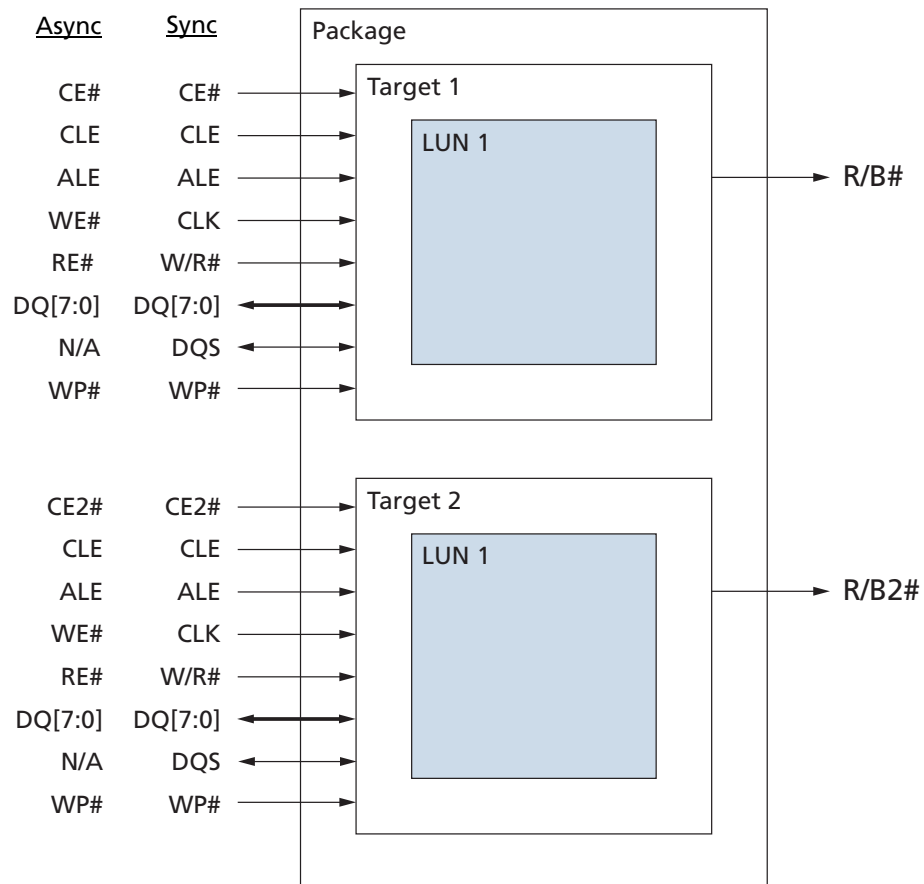 Async Sync Package
Target 1
CE# CE#
CLE CLE LUN 1
ALE ALE R/B#
WE# CLK
RE# W/R#
DQ[7:0] DQ[7:0]
N/A DQS
WP# WP#
Target 2
CE2# CE2#
CLE CLE LUN 1
ALE ALE R/B2#
WE# CLK
RE# W/R#
DQ[7:0] DQ[7:0]
N/A DQS
WP# WP#